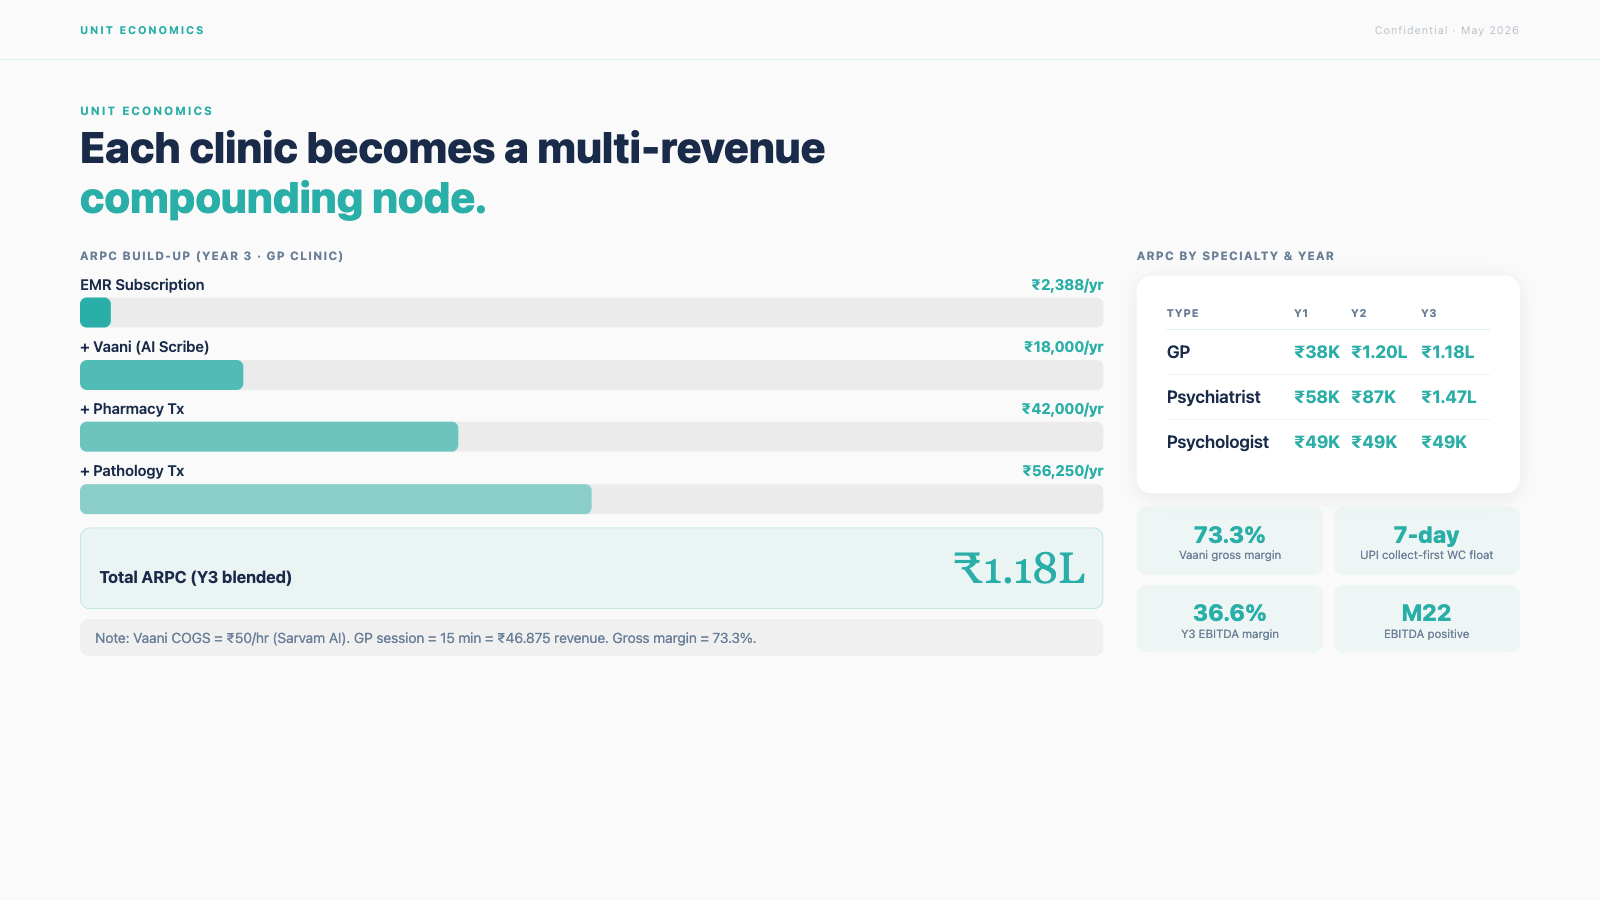 UNIT ECONOMICS
Confidential · May 2026
UNIT ECONOMICS
Each clinic becomes a multi-revenue
compounding node.
ARPC BUILD-UP (YEAR 3 · GP CLINIC)
EMR Subscription ₹2,388/yr
+ Vaani (AI Scribe) ₹18,000/yr
+ Pharmacy Tx ₹42,000/yr
+ Pathology Tx ₹56,250/yr
Total ARPC (Y3 blended) ₹1.18L
Note: Vaani COGS = ₹50/hr (Sarvam AI). GP session = 15 min = ₹46.875 revenue. Gross margin = 73.3%.
ARPC BY SPECIALTY & YEAR
TYPE Y1 Y2 Y3
GP ₹38K ₹1.20L ₹1.18L
Psychiatrist ₹58K ₹87K ₹1.47L
Psychologist ₹49K ₹49K ₹49K
73.3%
Vaani gross margin
7-day
UPI collect-first WC float
36.6%
Y3 EBITDA margin
M22
EBITDA positive